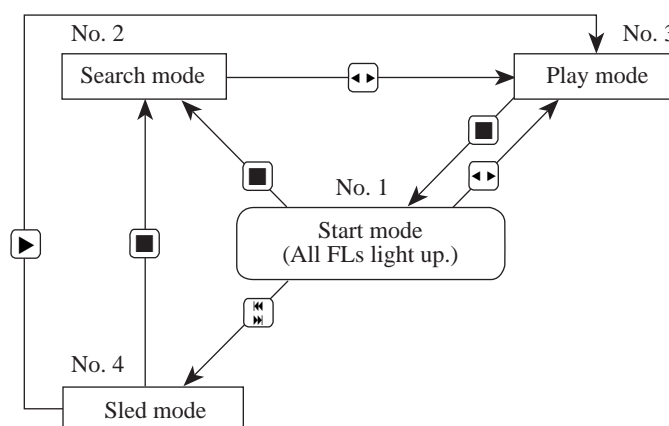 No. 2
No. 3
Search mode
Play mode
No. 1
Start mode
(All FLs light up.)
No. 4
Sled mode